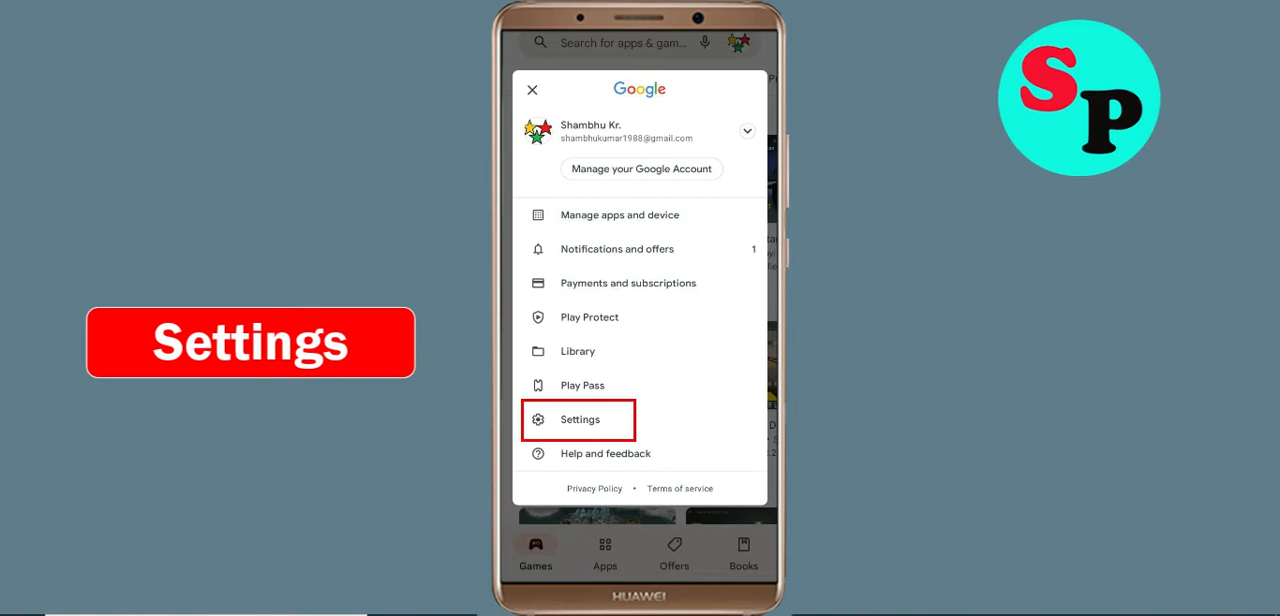 Search for apps & gam...
Google
Shambhu Kr.
shambhukumar1988@gmail.com
Manage your Google Account
Manage apps and device
Notifications and offers 1
Payments and subscriptions
Play Protect
Library
Play Pass
Settings
Help and feedback
Privacy Policy • Terms of service
Games Apps Offers Books
HUAWEI
Settings
SP